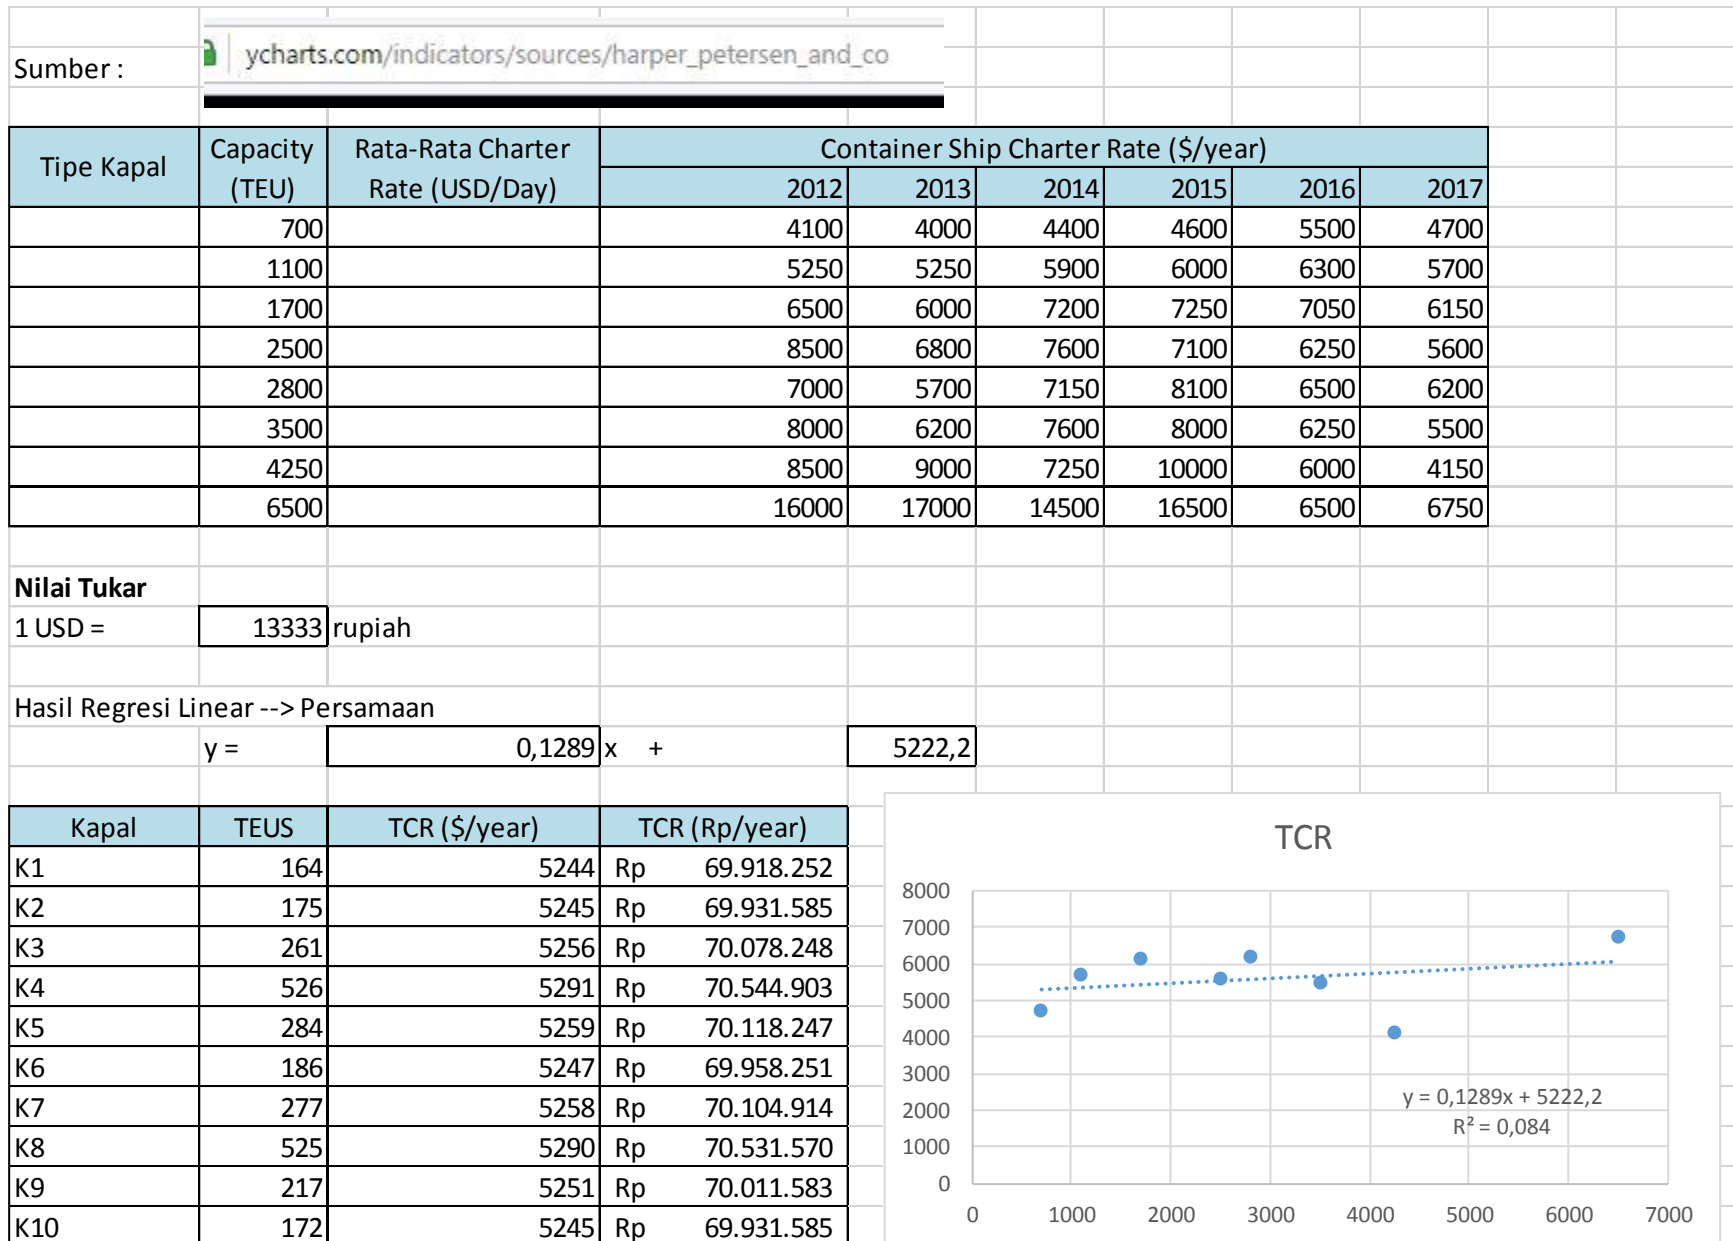 Sumber :
ycharts.com/indicators/sources/harper_petersen_and_co
Tipe Kapal Capacity (TEU) Rata-Rata Charter Rate (USD/Day) Container Ship Charter Rate ($/year)
2012 2013 2014 2015 2016 2017
700 4100 4000 4400 4600 5500 4700
1100 5250 5250 5900 6000 6300 5700
1700 6500 6000 7200 7250 7050 6150
2500 8500 6800 7600 7100 6250 5600
2800 7000 5700 7150 8100 6500 6200
3500 8000 6200 7600 8000 6250 5500
4250 8500 9000 7250 10000 6000 4150
6500 16000 17000 14500 16500 6500 6750
Nilai Tukar
1 USD = 13333 rupiah
Hasil Regresi Linear --> Persamaan
y = 0,1289 x + 5222,2
Kapal TEUS TCR ($/year) TCR (Rp/year)
K1 164 5244 Rp 69.918.252
K2 175 5245 Rp 69.931.585
K3 261 5256 Rp 70.078.248
K4 526 5291 Rp 70.544.903
K5 284 5259 Rp 70.118.247
K6 186 5247 Rp 69.958.251
K7 277 5258 Rp 70.104.914
K8 525 5290 Rp 70.531.570
K9 217 5251 Rp 70.011.583
K10 172 5245 Rp 69.931.585
TCR
8000
7000
6000
5000
4000
3000
2000
1000
0
y = 0,1289x + 5222,2
R² = 0,084
0 1000 2000 3000 4000 5000 6000 7000